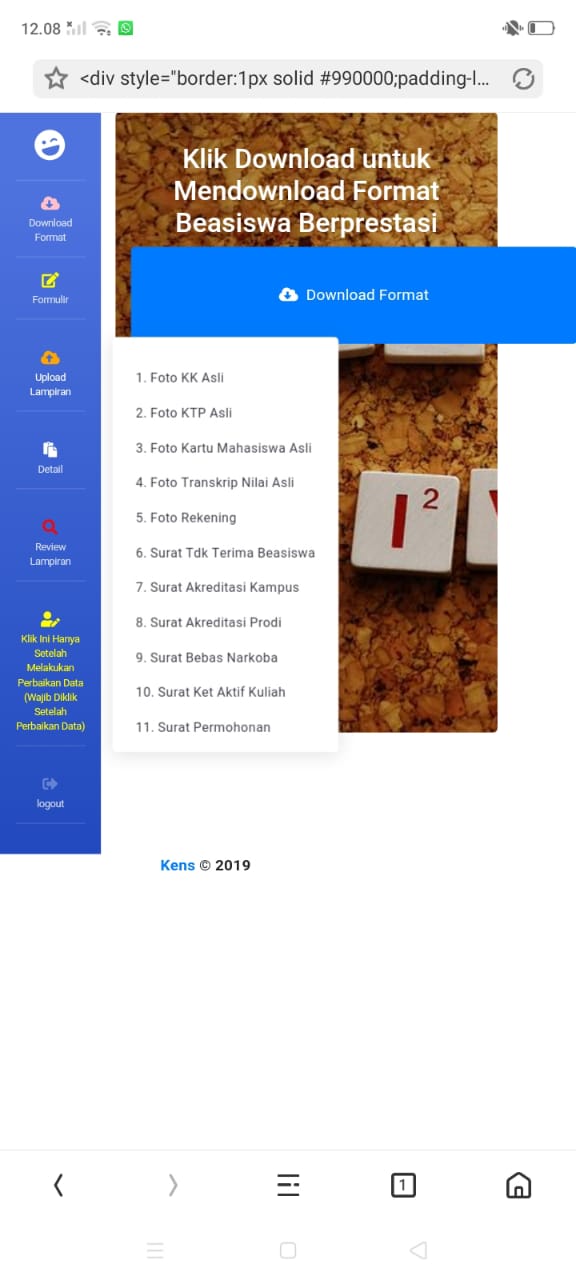 12.08
<div style="border:1px solid #990000;padding-l...
Download
Format
Formulir
Upload
Lampiran
Detail
Review
Lampiran
Klik Ini Hanya
Setelah
Melakukan
Perbaikan Data
(Wajib Diklik
Setelah
Perbaikan Data)
logout
Klik Download untuk
Mendownload Format
Beasiswa Berprestasi
Download Format
1. Foto KK Asli
2. Foto KTP Asli
3. Foto Kartu Mahasiswa Asli
4. Foto Transkrip Nilai Asli
5. Foto Rekening
6. Surat Tdk Terima Beasiswa
7. Surat Akreditasi Kampus
8. Surat Akreditasi Prodi
9. Surat Bebas Narkoba
10. Surat Ket Aktif Kuliah
11. Surat Permohonan
I 2
Kens © 2019
1